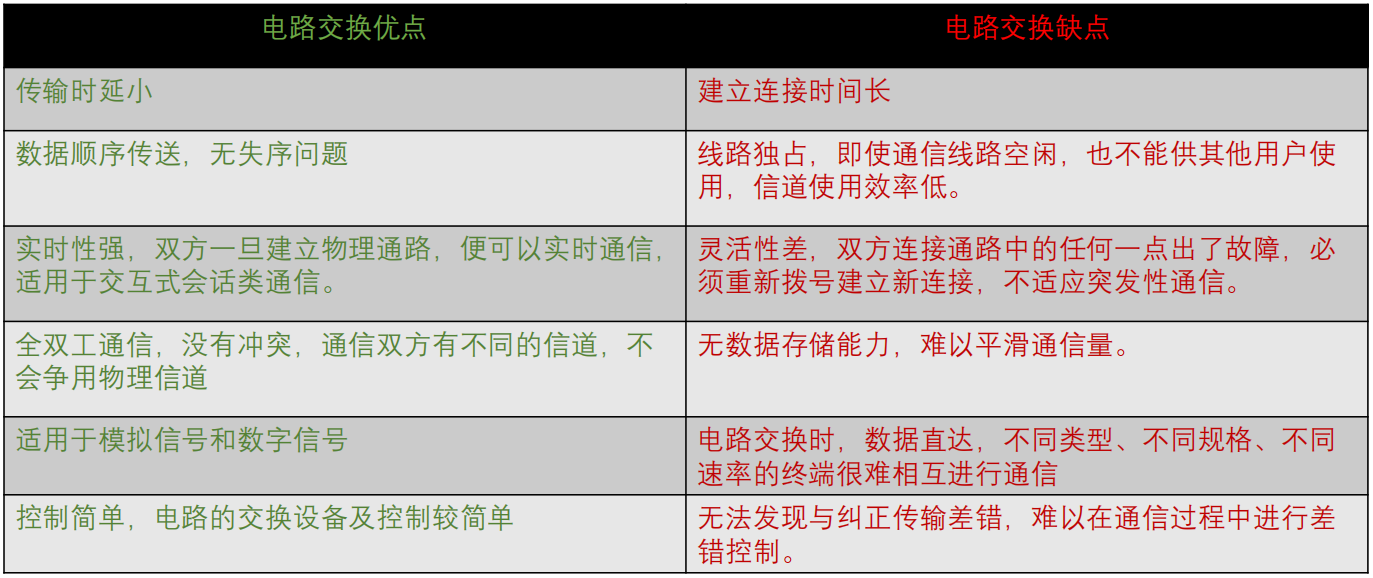 电路交换优点
电路交换缺点
传输时延小
建立连接时间长
数据顺序传送，无失序问题
线路独占，即使通信线路空闲，也不能供其他用户使
用，信道使用效率低。
实时性强，双方一旦建立物理通路，便可以实时通信，
适用于交互式会话类通信。
灵活性差，双方连接通路中的任何一点出了故障，必
须重新拨号建立新连接，不适应突发性通信。
全双工通信，没有冲突，通信双方有不同的信道，不
会争用物理信道
无数据存储能力，难以平滑通信量。
适用于模拟信号和数字信号
电路交换时，数据直达，不同类型、不同规格、不同
速率的终端很难相互进行通信
控制简单，电路的交换设备及控制较简单
无法发现与纠正传输差错，难以在通信过程中进行差
错控制。